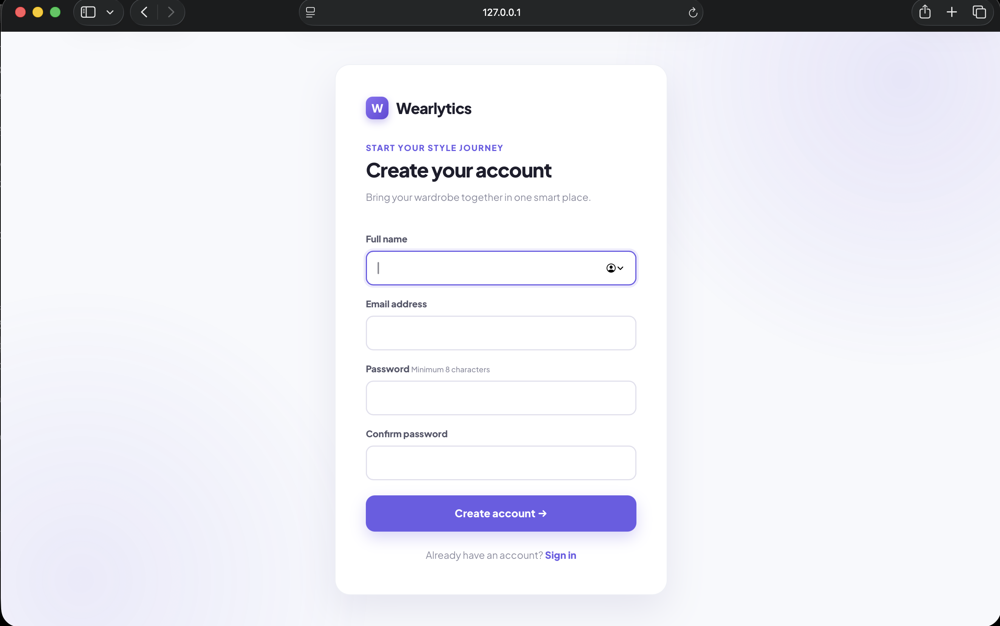 127.0.0.1
W Wearlytics
START YOUR STYLE JOURNEY
Create your account
Bring your wardrobe together in one smart place.
Full name
Email address
Password Minimum 8 characters
Confirm password
Create account →
Already have an account? Sign in